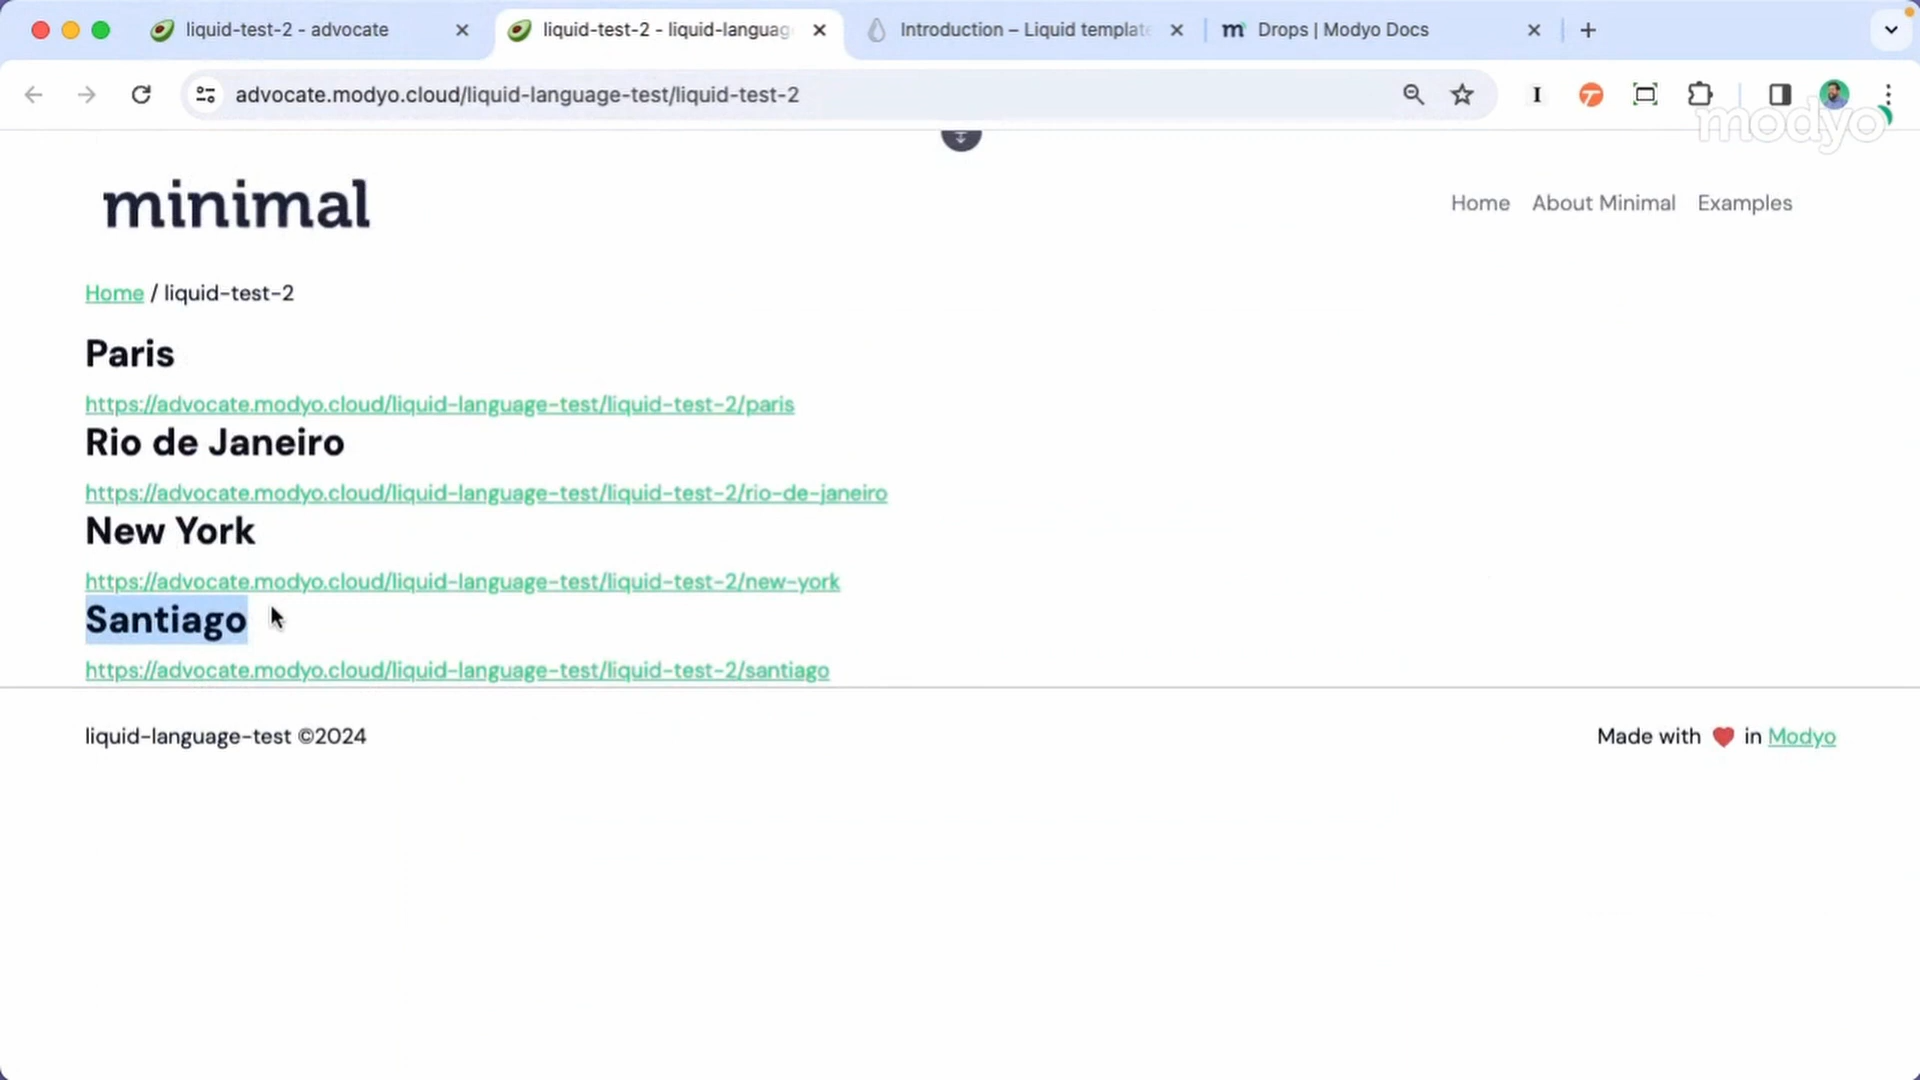 liquid-test-2 - advocate
liquid-test-2 - liquid-languag
Introduction – Liquid templat
Drops | Modyo Docs
advocate.modyo.cloud/liquid-language-test/liquid-test-2
modyo
minimal
Home
About Minimal
Examples
Home / liquid-test-2
Paris
https://advocate.modyo.cloud/liquid-language-test/liquid-test-2/paris
Rio de Janeiro
https://advocate.modyo.cloud/liquid-language-test/liquid-test-2/rio-de-janeiro
New York
https://advocate.modyo.cloud/liquid-language-test/liquid-test-2/new-york
Santiago
https://advocate.modyo.cloud/liquid-language-test/liquid-test-2/santiago
liquid-language-test ©2024
Made with ❤ in Modyo